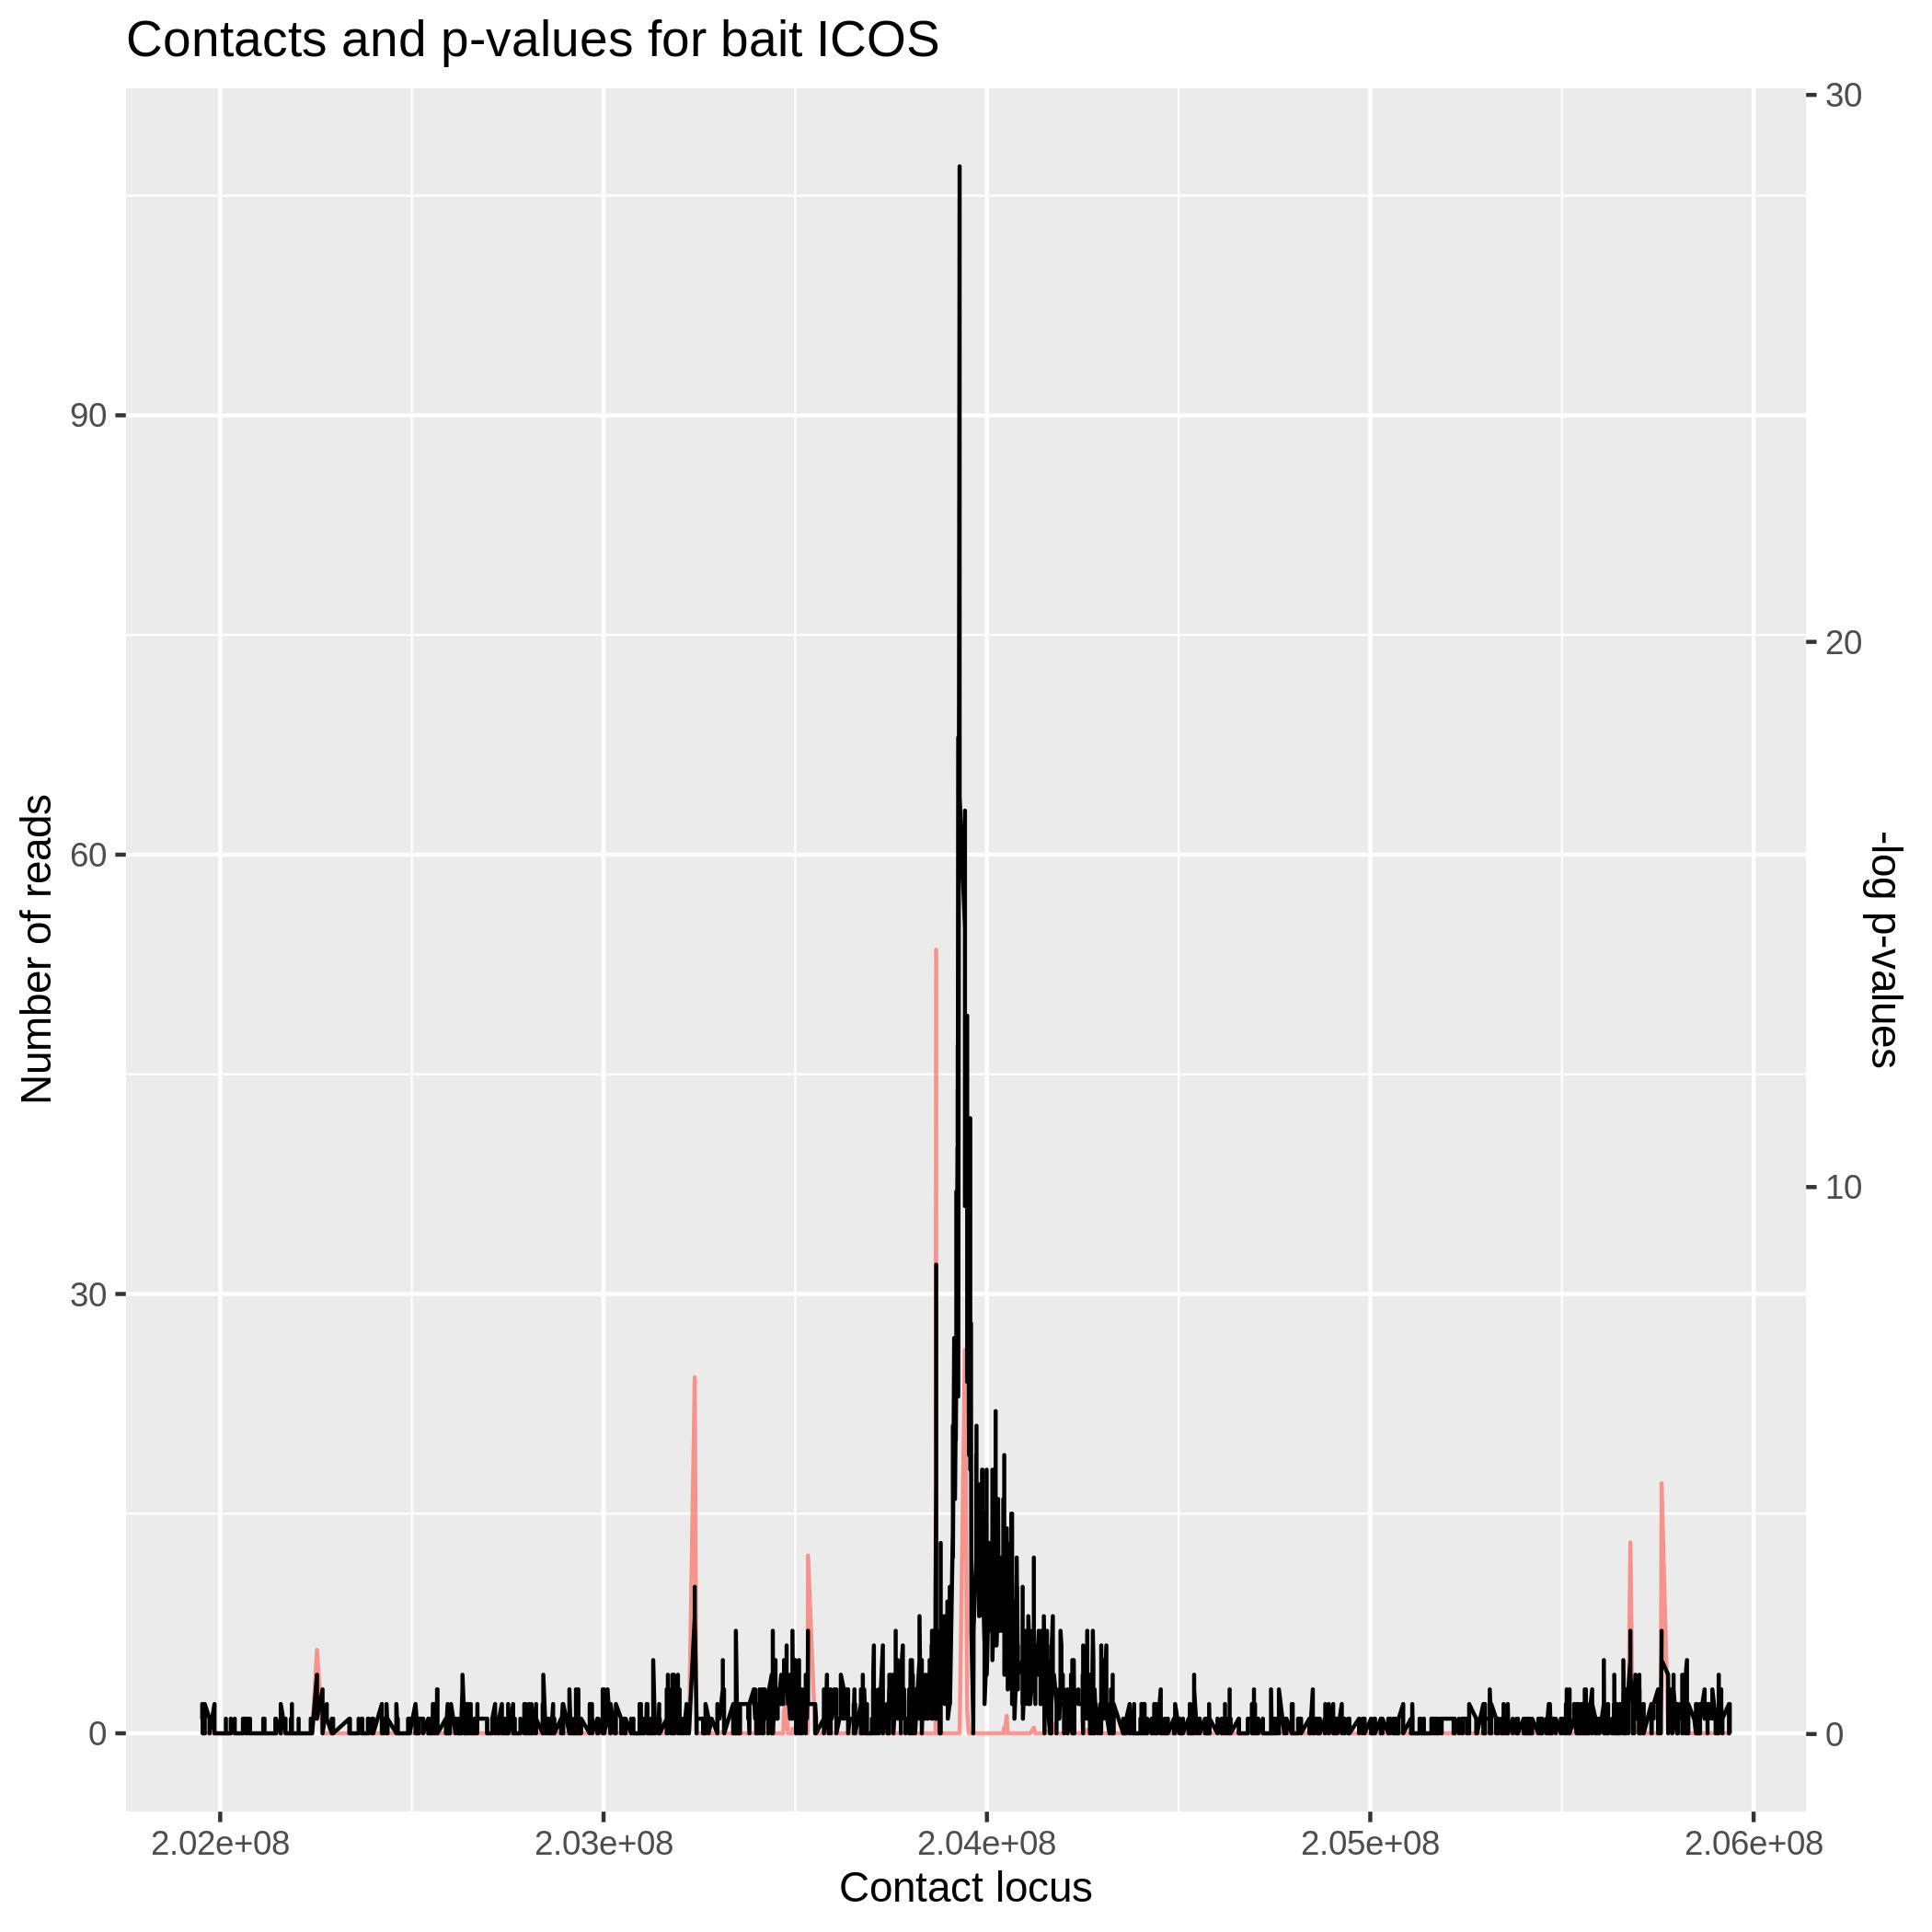 Contacts and p-values for bait ICOS
Number of reads
90
60
30
0
30
20
10
0
-log p-values
2.02e+08
2.03e+08
2.04e+08
2.05e+08
2.06e+08
Contact locus